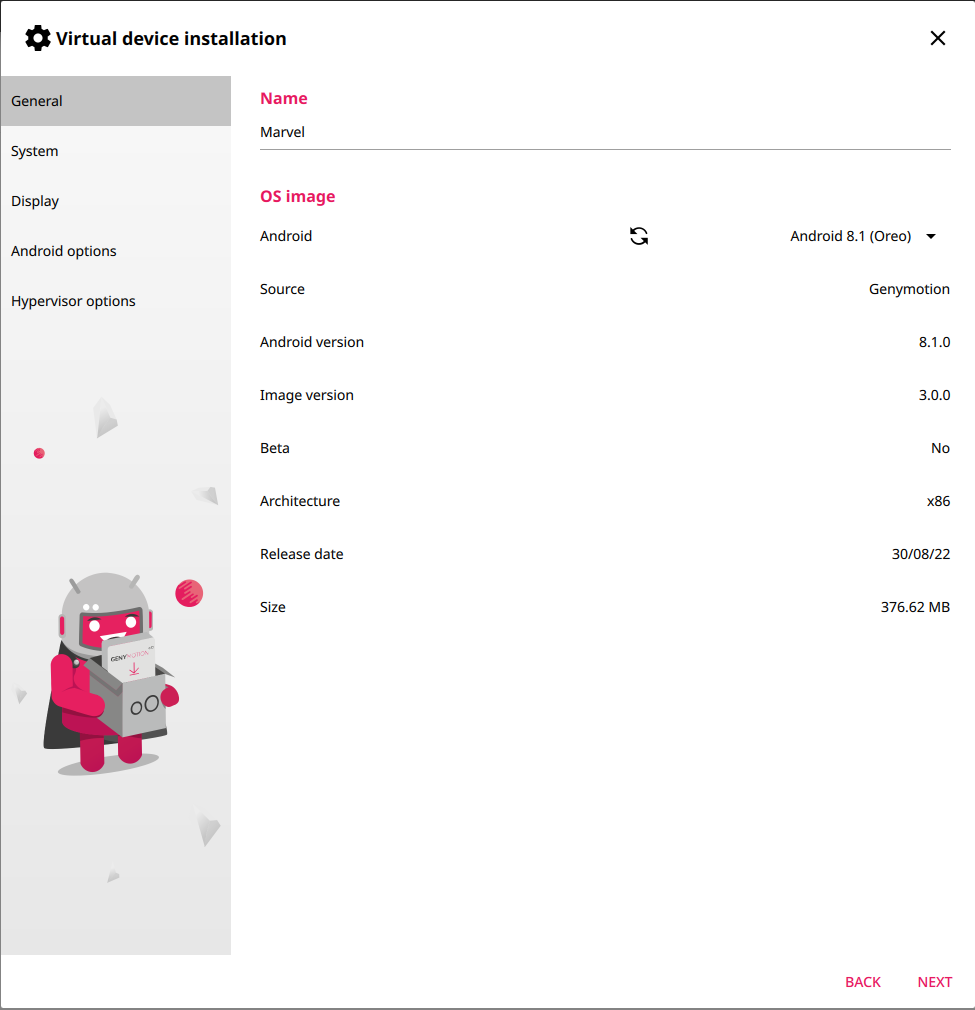 Virtual device installation
General
System
Display
Android options
Hypervisor options
Name
Marvel
OS image
Android Android 8.1 (Oreo)
Source Genymotion
Android version 8.1.0
Image version 3.0.0
Beta No
Architecture x86
Release date 30/08/22
Size 376.62 MB
GENYMOTION
BACK NEXT